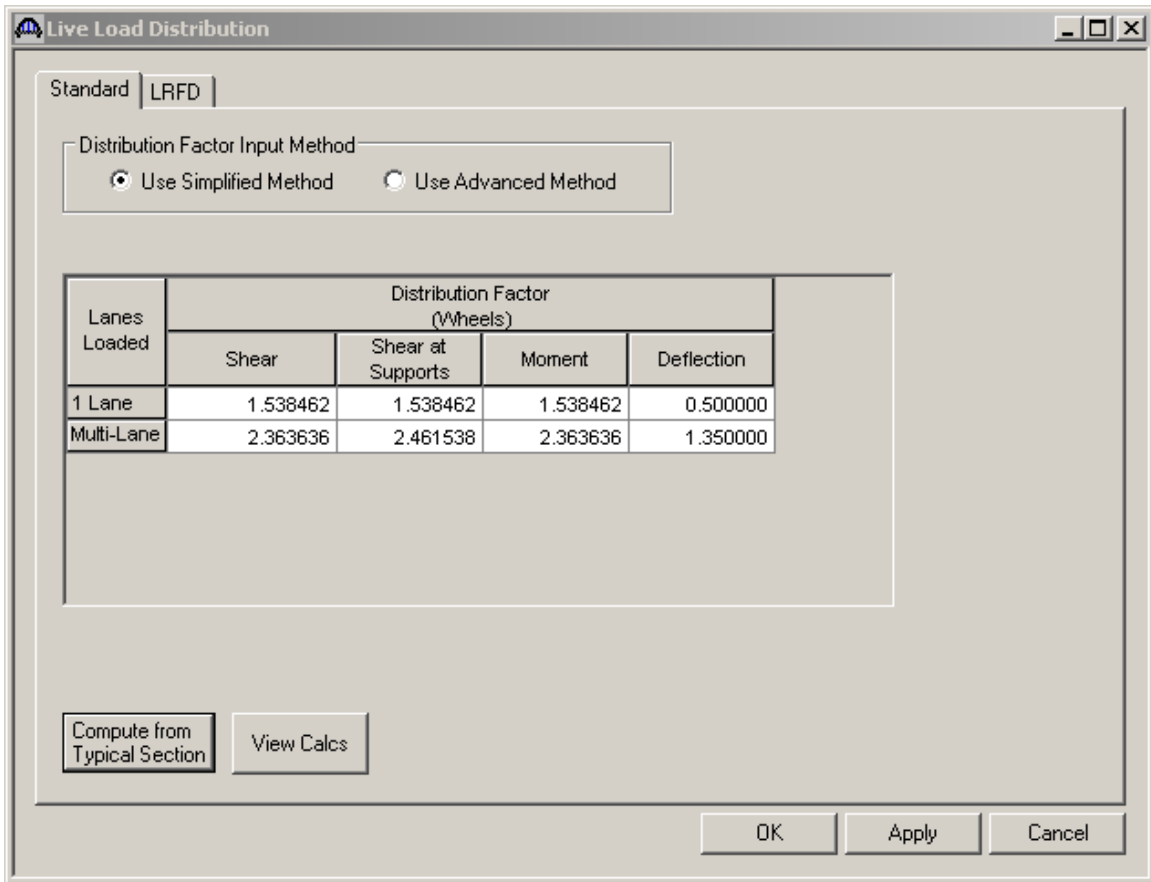 Live Load Distribution
Standard LRFD
Distribution Factor Input Method
Use Simplified Method Use Advanced Method
Lanes Loaded
Distribution Factor
(Wheels)
Shear Shear at Supports Moment Deflection
1 Lane 1.538462 1.538462 1.538462 0.500000
Multi-Lane 2.363636 2.461538 2.363636 1.350000
Compute from
Typical Section
View Calcs
OK Apply Cancel